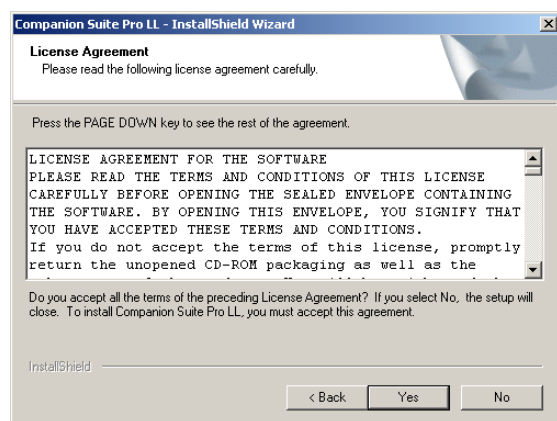 Companion Suite Pro LL - InstallShield Wizard
License Agreement
Please read the following license agreement carefully.
Press the PAGE DOWN key to see the rest of the agreement.
LICENSE AGREEMENT FOR THE SOFTWARE
PLEASE READ THE TERMS AND CONDITIONS OF THIS LICENSE
CAREFULLY BEFORE OPENING THE SEALED ENVELOPE CONTAINING
THE SOFTWARE. BY OPENING THIS ENVELOPE, YOU SIGNIFY THAT
YOU HAVE ACCEPTED THESE TERMS AND CONDITIONS.
If you do not accept the terms of this license, promptly
return the unopened CD-ROM packaging as well as the
Do you accept all the terms of the preceding License Agreement? If you select No, the setup will
close. To install Companion Suite Pro LL, you must accept this agreement.
InstallShield
< Back Yes No